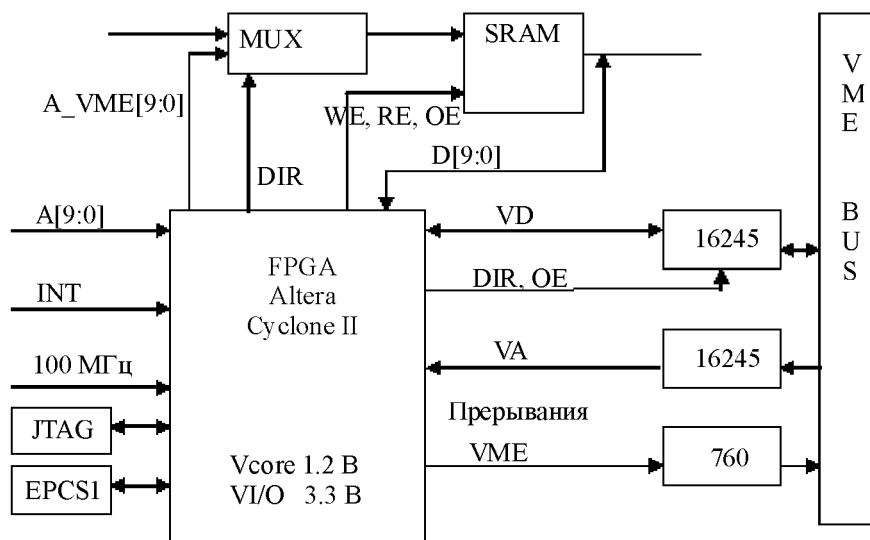 MUX
SRAM
A_VME[9:0]
WE, RE, OE
D[9:0]
DIR
A[9:0]
INT
100 МГц
JTAG
EPCS1
FPGA
Altera
Cyclone II
Vcore 1.2 В
VI/O 3.3 В
VD
DIR, OE
VA
Прерывания
VME
16245
16245
760
V
M
E
B
U
S